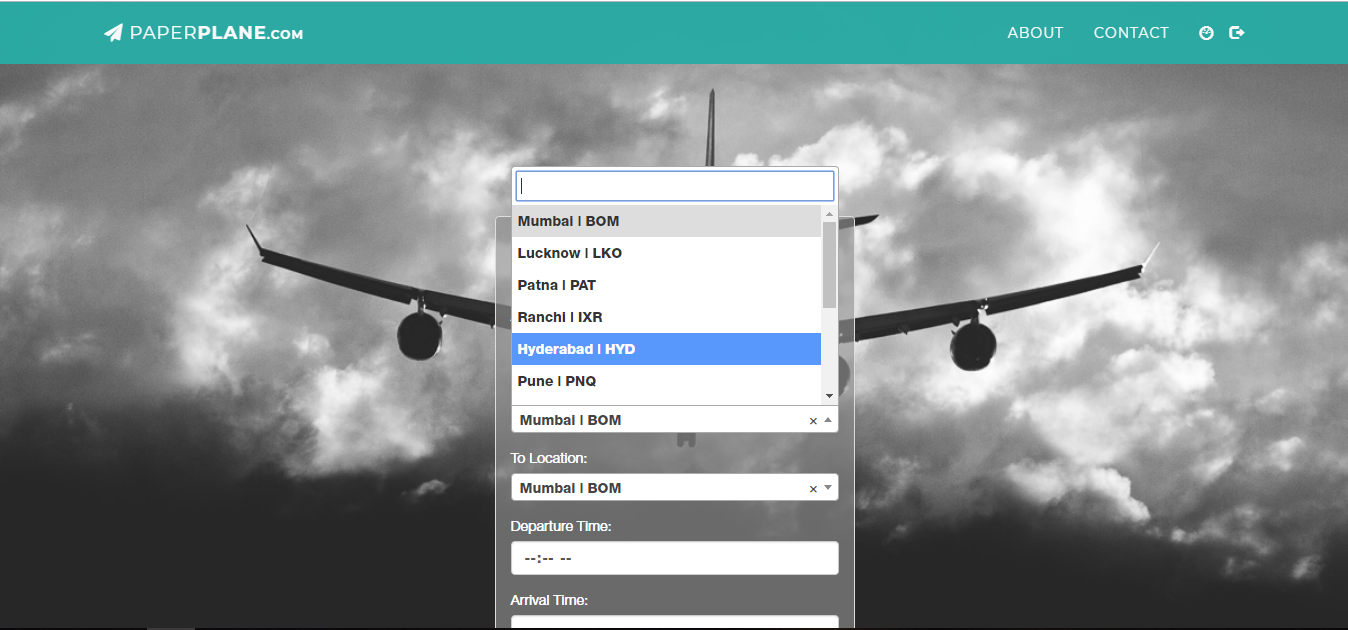 PAPERPLANE.COM
ABOUT CONTACT
Mumbai | BOM
Lucknow | LKO
Patna | PAT
Ranchi | IXR
Hyderabad | HYD
Pune | PNQ
Mumbai | BOM ×
To Location:
Mumbai | BOM ×
Departure Time:
--:-- --
Arrival Time: